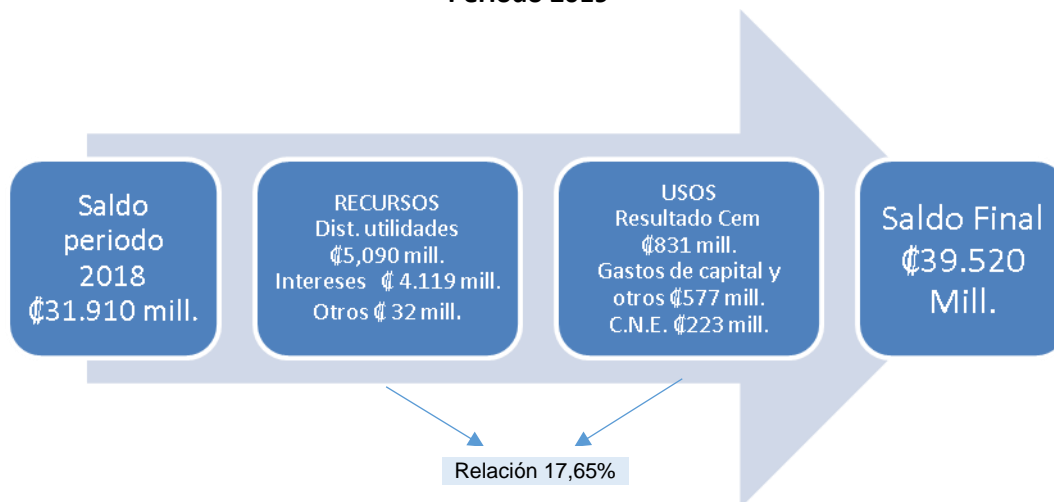 Periodo 2019
Saldo
periodo
2018
₡31.910 mill.
RECURSOS
Dist. utilidades
₡5,090 mill.
Intereses ₡ 4.119 mill.
Otros ₡ 32 mill.
USOS
Resultado Cem
₡831 mill.
Gastos de capital y
otros ₡577 mill.
C.N.E. ₡223 mill.
Saldo Final
₡39.520
Mill.
Relación 17,65%